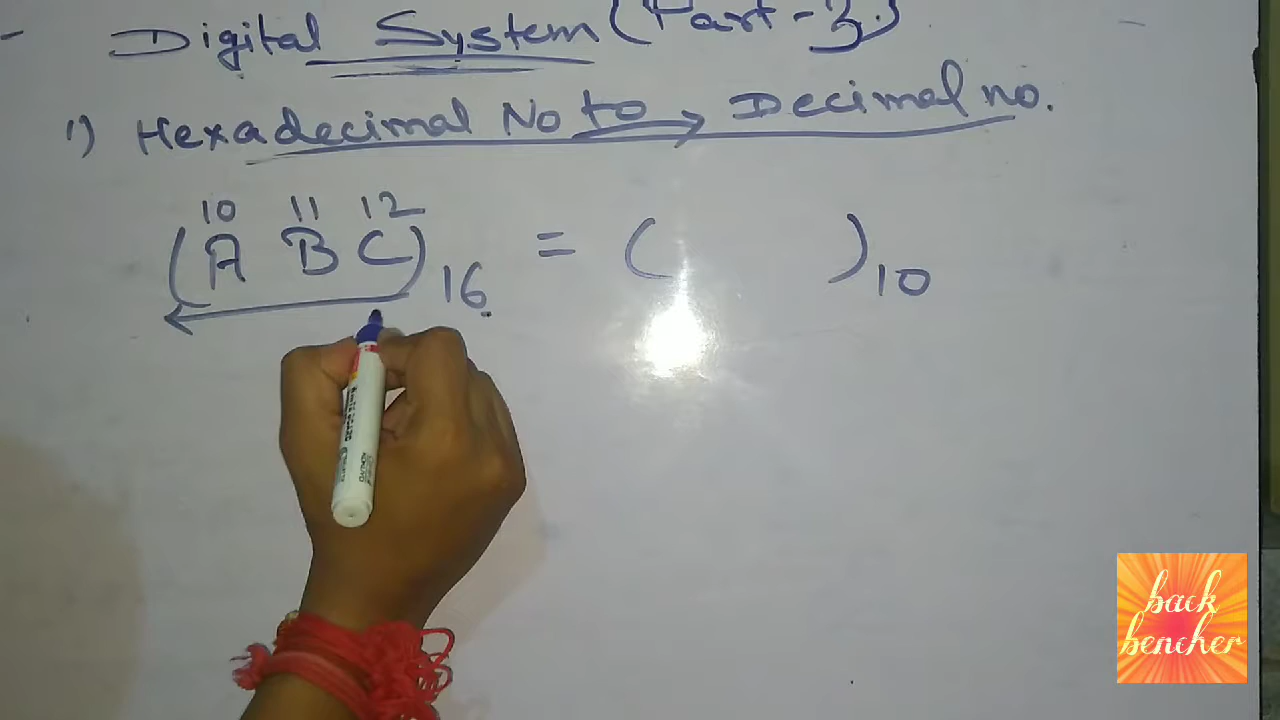 Digital System (Part-3.)
1) Hexadecimal No to → Decimal no.
10 11 12
(A B C)16 = ( )10
back
bencher